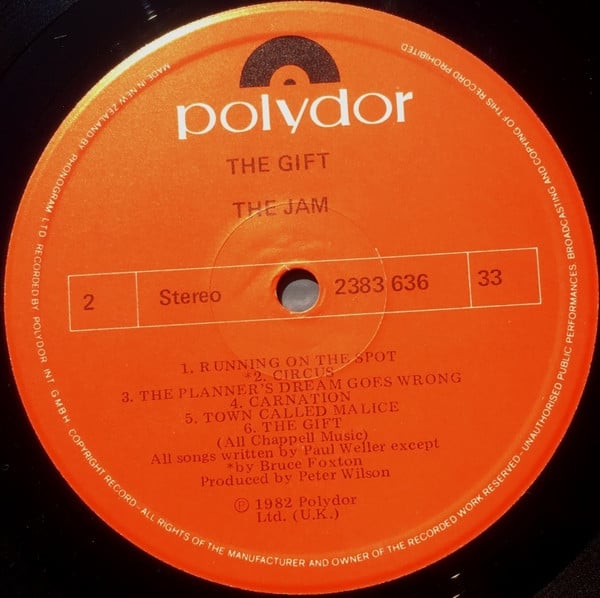 polydor
THE GIFT
THE JAM
2
Stereo
2383 636
33
1. RUNNING ON THE SPOT
*2. CIRCUS
3. THE PLANNER'S DREAM GOES WRONG
4. CARNATION
5. TOWN CALLED MALICE
6. THE GIFT
(All Chappell Music)
All songs written by Paul Weller except
*by Bruce Foxton
Produced by Peter Wilson
℗ 1982 Polydor
Ltd. (U.K.)
MADE IN NEW ZEALAND BY PHONOGRAM LTD RECORDED BY POLYDOR INT GMBH COPYRIGHT RECORD - ALL RIGHTS OF THE MANUFACTURER AND OWNER OF THE RECORDED WORK RESERVED - UNAUTHORISED PUBLIC PERFORMANCES BROADCASTING AND COPYING OF THIS RECORD PROHIBITED